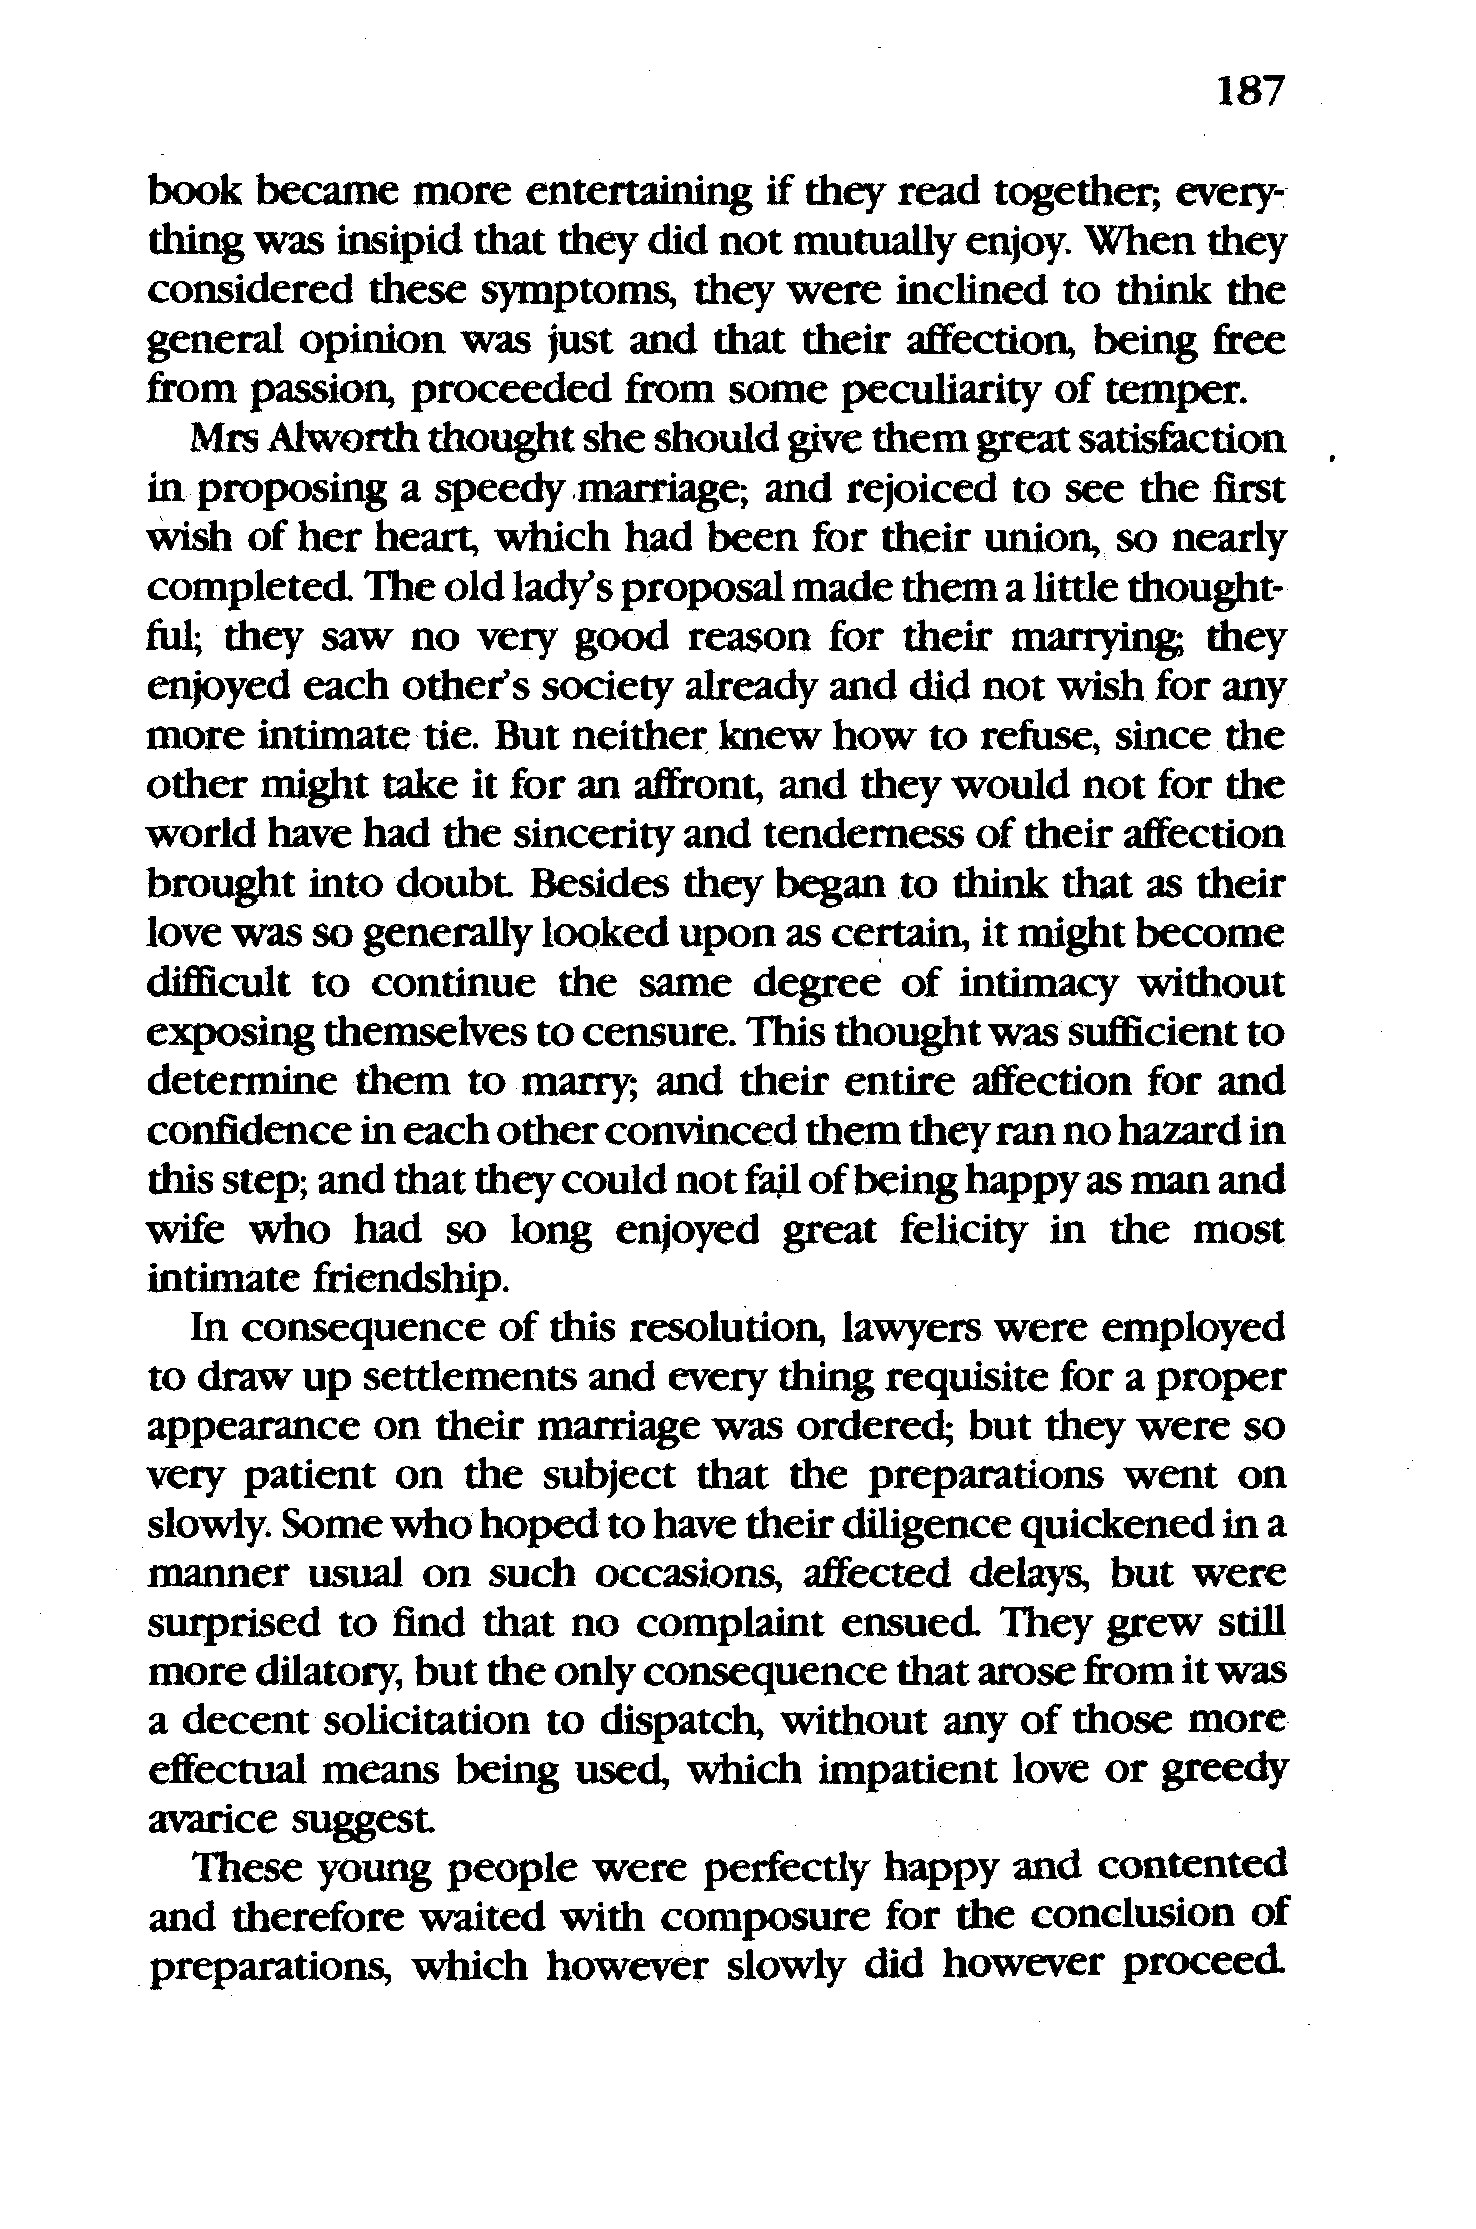 187
book became more entertaining if they read together; every-
thing was insipid that they did not mutually enjoy. When they
considered these symptoms, they were inclined to think the
general opinion was just and that their affection, being free
from passion, proceeded from some peculiarity of temper.
Mrs Alworth thought she should give them great satisfaction
in proposing a speedy marriage; and rejoiced to see the first
wish of her heart, which had been for their union, so nearly
completed. The old lady's proposal made them a little thought-
ful; they saw no very good reason for their marrying; they
enjoyed each other's society already and did not wish for any
more intimate tie. But neither knew how to refuse, since the
other might take it for an affront, and they would not for the
world have had the sincerity and tenderness of their affection
brought into doubt. Besides they began to think that as their
love was so generally looked upon as certain, it might become
difficult to continue the same degree of intimacy without
exposing themselves to censure. This thought was sufficient to
determine them to marry; and their entire affection for and
confidence in each other convinced them they ran no hazard in
this step; and that they could not fail of being happy as man and
wife who had so long enjoyed great felicity in the most
intimate friendship.
In consequence of this resolution, lawyers were employed
to draw up settlements and every thing requisite for a proper
appearance on their marriage was ordered; but they were so
very patient on the subject that the preparations went on
slowly. Some who hoped to have their diligence quickened in a
manner usual on such occasions, affected delays, but were
surprised to find that no complaint ensued. They grew still
more dilatory, but the only consequence that arose from it was
a decent solicitation to dispatch, without any of those more
effectual means being used, which impatient love or greedy
avarice suggest.
These young people were perfectly happy and contented
and therefore waited with composure for the conclusion of
preparations, which however slowly did however proceed.